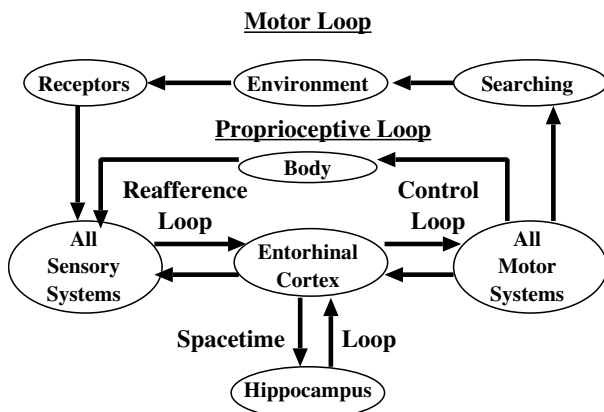 Motor Loop
Receptors Environment Searching
Proprioceptive Loop
Body
Reafference Control
Loop Loop
All Entorhinal All
Sensory Cortex Motor
Systems Systems
Spacetime Loop
Hippocampus